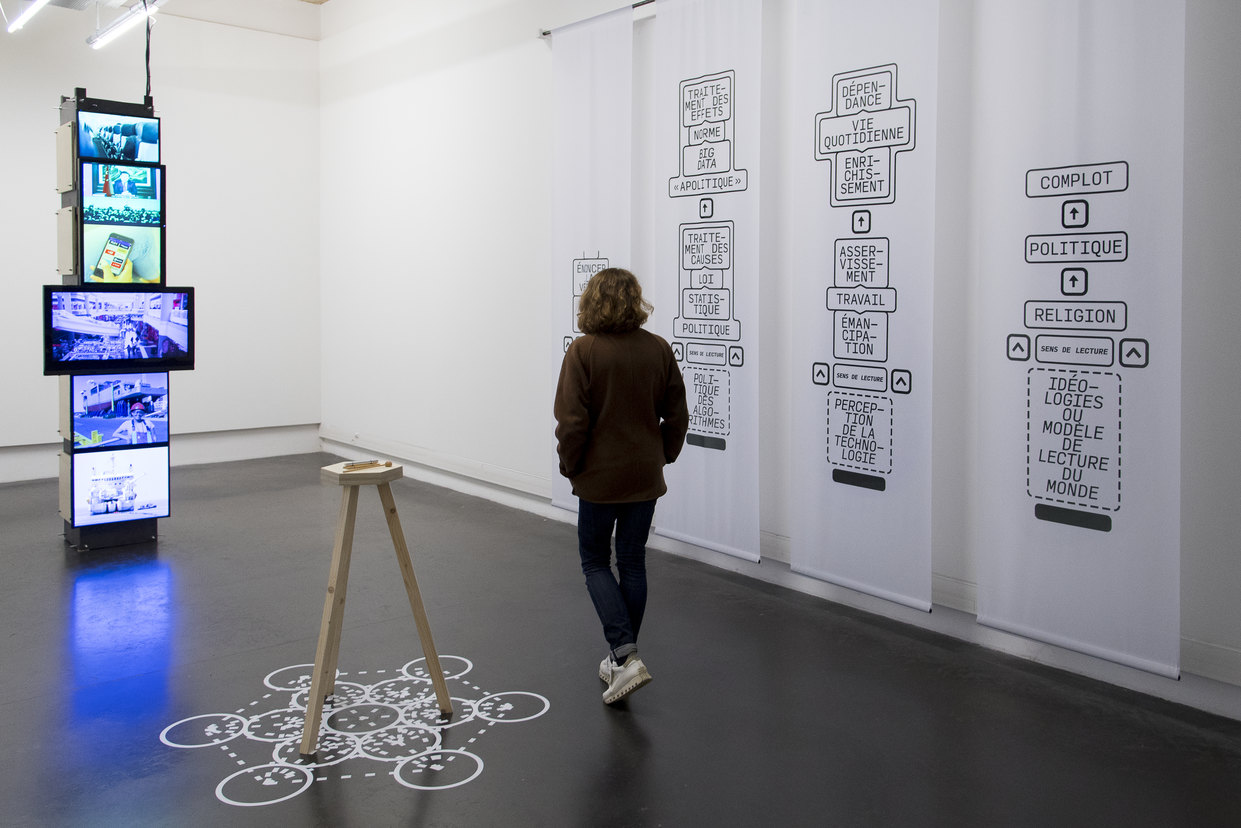 ÉNONCER
TRAITE-
MENT DES
EFFETS
NORME
BIG
DATA
«APOLITIQUE»
TRAITE-
MENT DES
CAUSES
LOI
STATIS-
TIQUE
POLITIQUE
SENS DE LECTURE
POLI-
TIQUE
DES
ALGO-
RITHMES
DÉPEN-
DANCE
VIE
QUOTIDIENNE
ENRI-
CHIS-
SEMENT
ASSER-
VISSE-
MENT
TRAVAIL
ÉMAN-
CIPA-
TION
SENS DE LECTURE
PERCEP-
TION
DE LA
TECHNO-
LOGIE
COMPLOT
POLITIQUE
RELIGION
SENS DE LECTURE
IDÉO-
LOGIES
OU
MODÈLE
DE
LECTURE
DU
MONDE